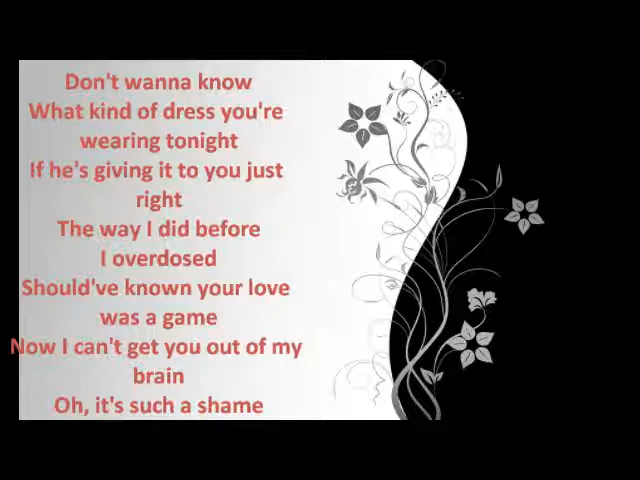 Don't wanna know
What kind of dress you're
wearing tonight
If he's giving it to you just
right
The way I did before
I overdosed
Should've known your love
was a game
Now I can't get you out of my
brain
Oh, it's such a shame